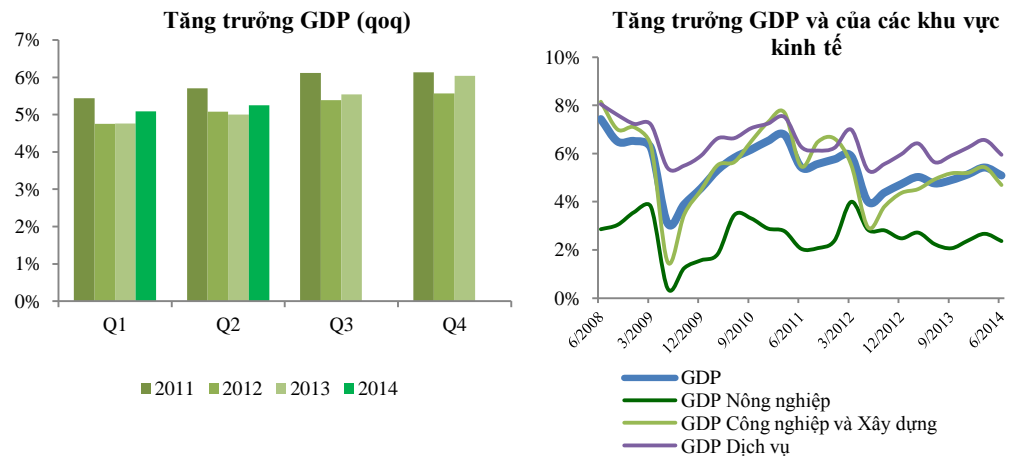 Tăng trưởng GDP (qoq)
7%
6%
5%
4%
3%
2%
1%
0%
Q1 Q2 Q3 Q4
2011 2012 2013 2014
Tăng trưởng GDP và của các khu vực
kinh tế
10%
8%
6%
4%
2%
0%
6/2008 3/2009 12/2009 9/2010 6/2011 3/2012 12/2012 9/2013 6/2014
GDP
GDP Nông nghiệp
GDP Công nghiệp và Xây dựng
GDP Dịch vụ